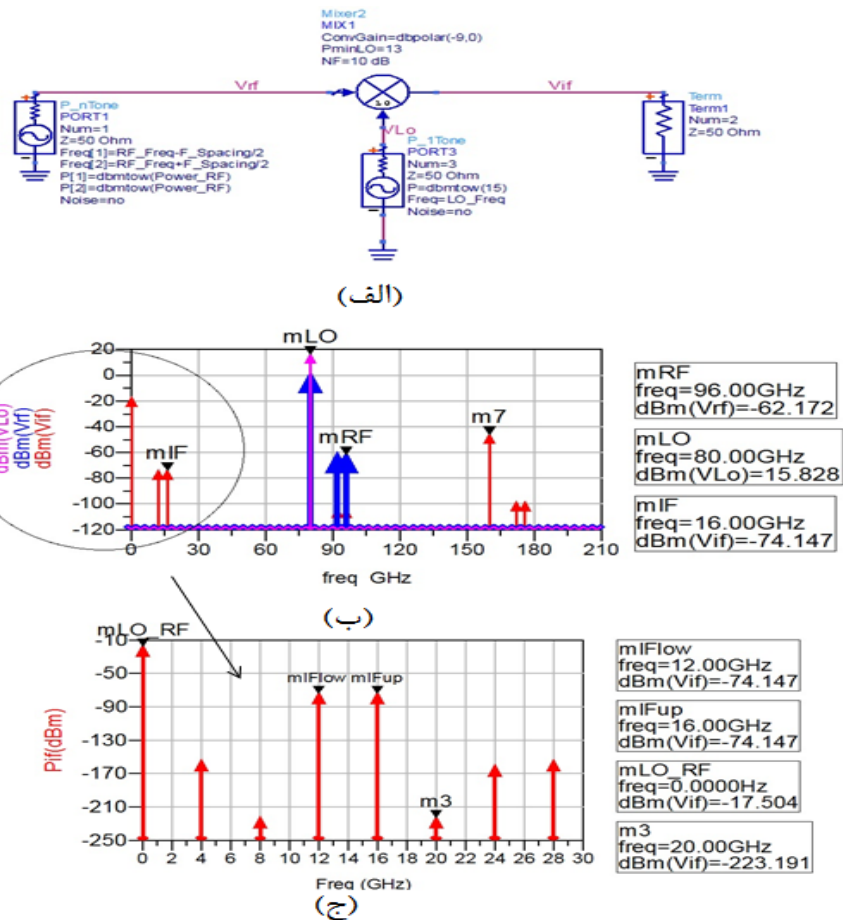 Mixer2
MIX1
ConvGain=dbpolar(-9,0)
PminLO=13
NF=10 dB
Vrf
Vif
VLo
P_nTone
PORT1
Num=1
Z=50 Ohm
Freq[1]=RF_Freq-F_Spacing/2
Freq[2]=RF_Freq+F_Spacing/2
P[1]=dbmtow(Power_RF)
P[2]=dbmtow(Power_RF)
Noise=no
P_1Tone
PORT3
Num=3
Z=50 Ohm
P=dbmtow(15)
Freq=LO_Freq
Noise=no
Term
Term1
Num=2
Z=50 Ohm
(الف)
mLO
mRF
mIF
m7
dBm(VLo)
dBm(Vrf)
dBm(Vif)
20
0
-20
-40
-60
-80
-100
-120
0 30 60 90 120 150 180 210
freq GHz
mRF
freq=96.00GHz
dBm(Vrf)=-62.172
mLO
freq=80.00GHz
dBm(VLo)=15.828
mIF
freq=16.00GHz
dBm(Vif)=-74.147
(ب)
mLO_RF
mIFlow
mIFup
m3
Pif(dBm)
-10
-50
-90
-130
-170
-210
-250
0 2 4 6 8 10 12 14 16 18 20 22 24 26 28 30
Freq (GHz)
mIFlow
freq=12.00GHz
dBm(Vif)=-74.147
mIFup
freq=16.00GHz
dBm(Vif)=-74.147
mLO_RF
freq=0.0000Hz
dBm(Vif)=-17.504
m3
freq=20.00GHz
dBm(Vif)=-223.191
(ج)